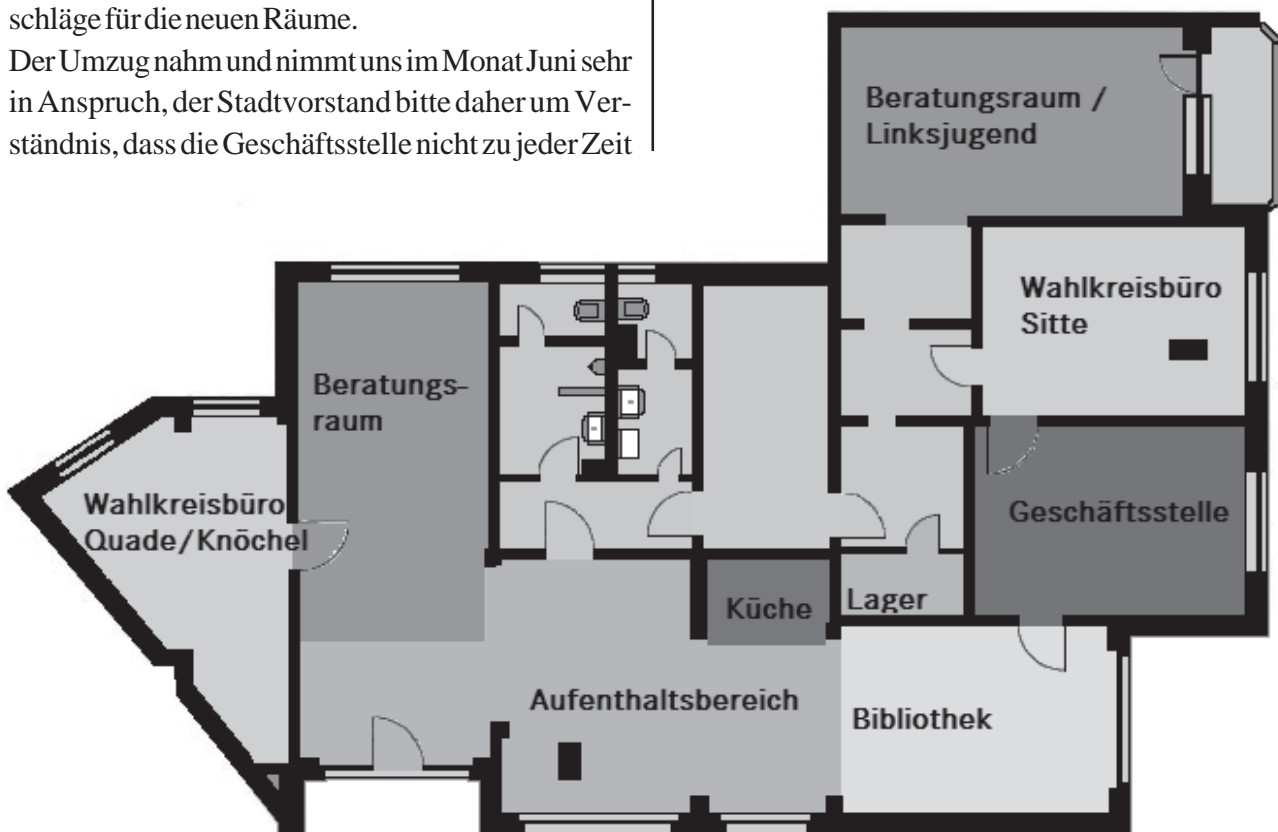 schläge für die neuen Räume.
Der Umzug nahm und nimmt uns im Monat Juni sehr
in Anspruch, der Stadtvorstand bitte daher um Ver-
ständnis, dass die Geschäftsstelle nicht zu jeder Zeit
Beratungsraum /
Linksjugend
Wahlkreisbüro
Sitte
Beratungs-
raum
Wahlkreisbüro
Quade/Knöchel
Geschäftsstelle
Küche
Lager
Aufenthaltsbereich
Bibliothek